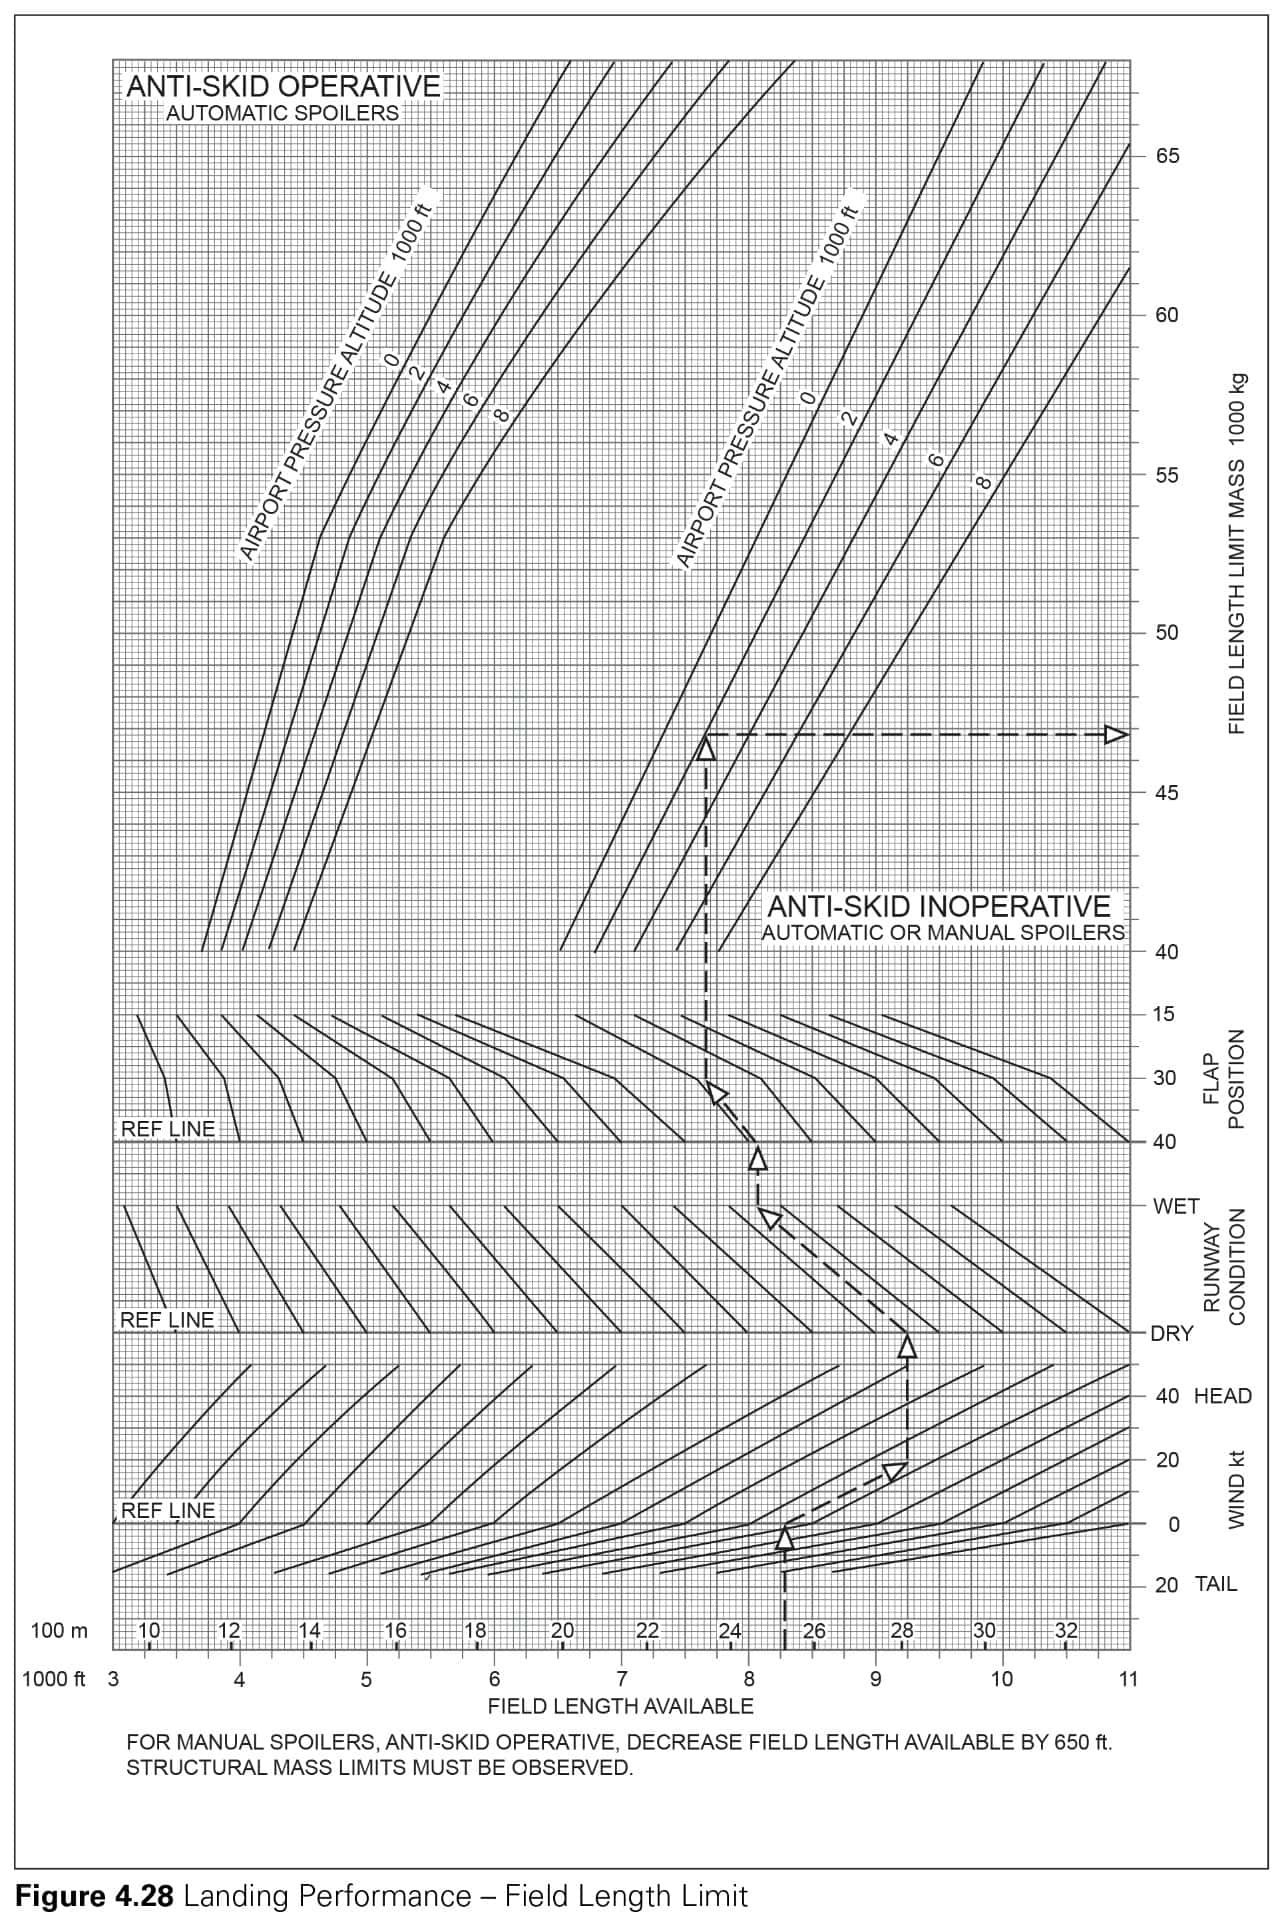 ANTI-SKID OPERATIVE
AUTOMATIC SPOILERS
AIRPORT PRESSURE ALTITUDE 1000 ft
0
2
4
6
8
AIRPORT PRESSURE ALTITUDE 1000 ft
0
2
4
6
8
65
60
55
50
45
40
FIELD LENGTH LIMIT MASS 1000 kg
ANTI-SKID INOPERATIVE
AUTOMATIC OR MANUAL SPOILERS
15
30
40
FLAP
POSITION
REF LINE
WET
DRY
RUNWAY
CONDITION
REF LINE
40 HEAD
20
0
20 TAIL
WIND kt
REF LINE
100 m 10 12 14 16 18 20 22 24 26 28 30 32
1000 ft 3 4 5 6 7 8 9 10 11
FIELD LENGTH AVAILABLE
FOR MANUAL SPOILERS, ANTI-SKID OPERATIVE, DECREASE FIELD LENGTH AVAILABLE BY 650 ft.
STRUCTURAL MASS LIMITS MUST BE OBSERVED.
Figure 4.28 Landing Performance – Field Length Limit